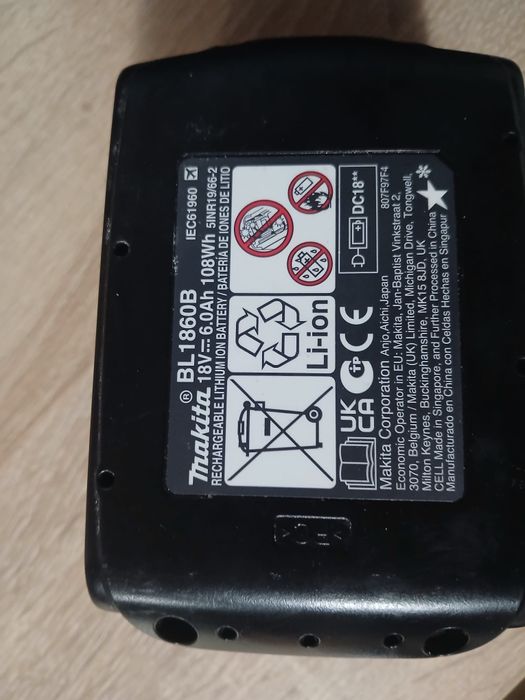 makita® BL1860B
IEC61960
18V⎓6.0Ah 108Wh 5INR19/66-2
RECHARGEABLE LITHIUM ION BATTERY / BATERÍA DE IONES DE LITIO
Li-ion
DC18**
807F97F4
UK
CA
TP
CE
Makita Corporation Anjo,Aichi,Japan
Economic Operator in EU: Makita, Jan-Baptist Vinkstraat 2,
3070, Belgium / Makita (UK) Limited, Michigan Drive, Tongwell,
Milton Keynes, Buckinghamshire, MK15 8JD, UK
CELL Made in Singapore, and Further Processed in China
Manufacturado en China con Celdas Hechas en Singapur